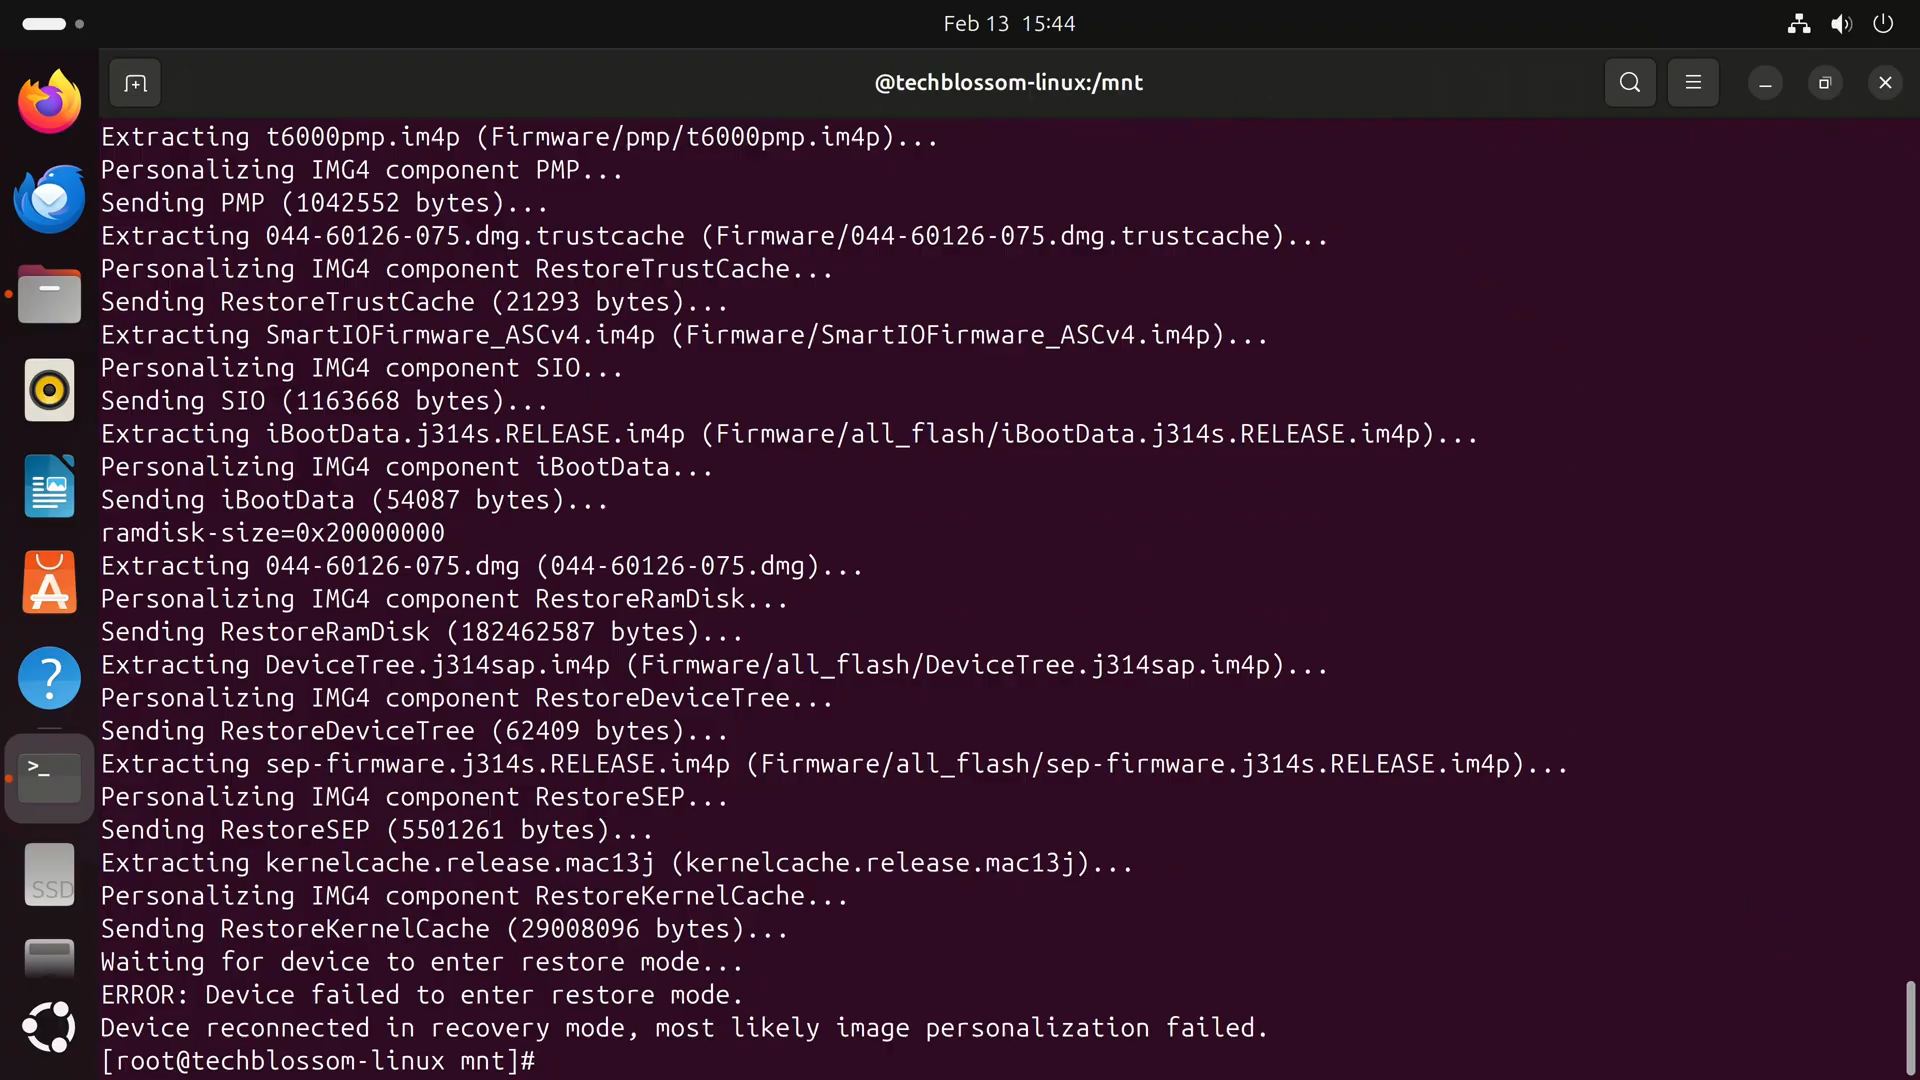 Feb 13 15:44
@techblossom-linux:/mnt
Extracting t6000pmp.im4p (Firmware/pmp/t6000pmp.im4p)...
Personalizing IMG4 component PMP...
Sending PMP (1042552 bytes)...
Extracting 044-60126-075.dmg.trustcache (Firmware/044-60126-075.dmg.trustcache)...
Personalizing IMG4 component RestoreTrustCache...
Sending RestoreTrustCache (21293 bytes)...
Extracting SmartIOFirmware_ASCv4.im4p (Firmware/SmartIOFirmware_ASCv4.im4p)...
Personalizing IMG4 component SIO...
Sending SIO (1163668 bytes)...
Extracting iBootData.j314s.RELEASE.im4p (Firmware/all_flash/iBootData.j314s.RELEASE.im4p)...
Personalizing IMG4 component iBootData...
Sending iBootData (54087 bytes)...
ramdisk-size=0x20000000
Extracting 044-60126-075.dmg (044-60126-075.dmg)...
Personalizing IMG4 component RestoreRamDisk...
Sending RestoreRamDisk (182462587 bytes)...
Extracting DeviceTree.j314sap.im4p (Firmware/all_flash/DeviceTree.j314sap.im4p)...
Personalizing IMG4 component RestoreDeviceTree...
Sending RestoreDeviceTree (62409 bytes)...
Extracting sep-firmware.j314s.RELEASE.im4p (Firmware/all_flash/sep-firmware.j314s.RELEASE.im4p)...
Personalizing IMG4 component RestoreSEP...
Sending RestoreSEP (5501261 bytes)...
Extracting kernelcache.release.mac13j (kernelcache.release.mac13j)...
Personalizing IMG4 component RestoreKernelCache...
SSD
Sending RestoreKernelCache (29008096 bytes)...
Waiting for device to enter restore mode...
ERROR: Device failed to enter restore mode.
Device reconnected in recovery mode, most likely image personalization failed.
[root@techblossom-linux mnt]#